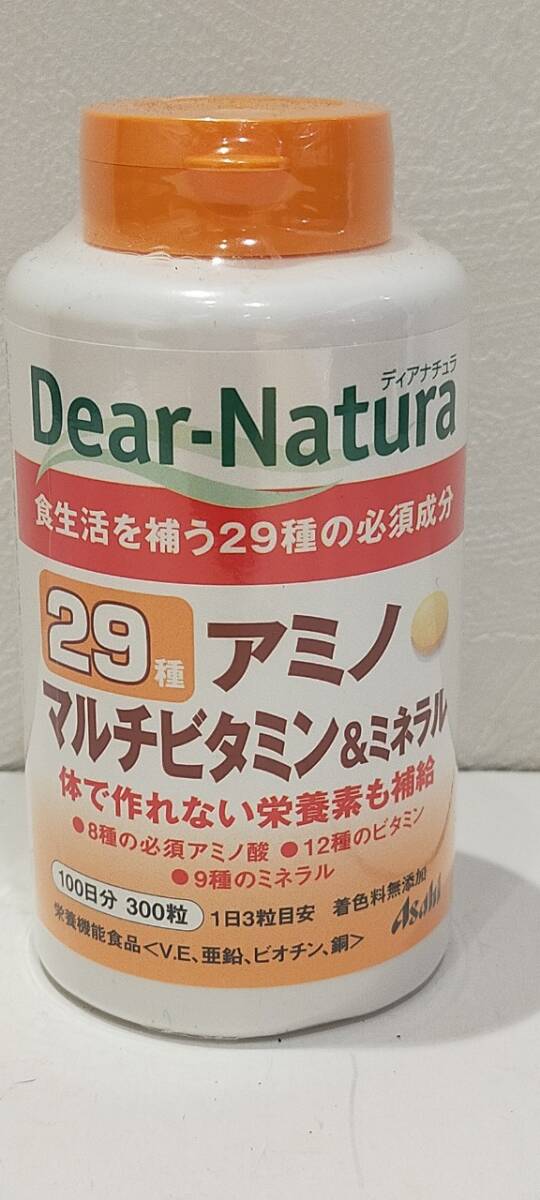 ディアナチュラ
Dear-Natura
食生活を補う29種の必須成分
29種 アミノ
マルチビタミン&ミネラル
体で作れない栄養素も補給
●8種の必須アミノ酸 ●12種のビタミン
●9種のミネラル
100日分 300粒 1日3粒目安 着色料無添加
栄養機能食品<V.E、亜鉛、ビオチン、銅>
Asahi